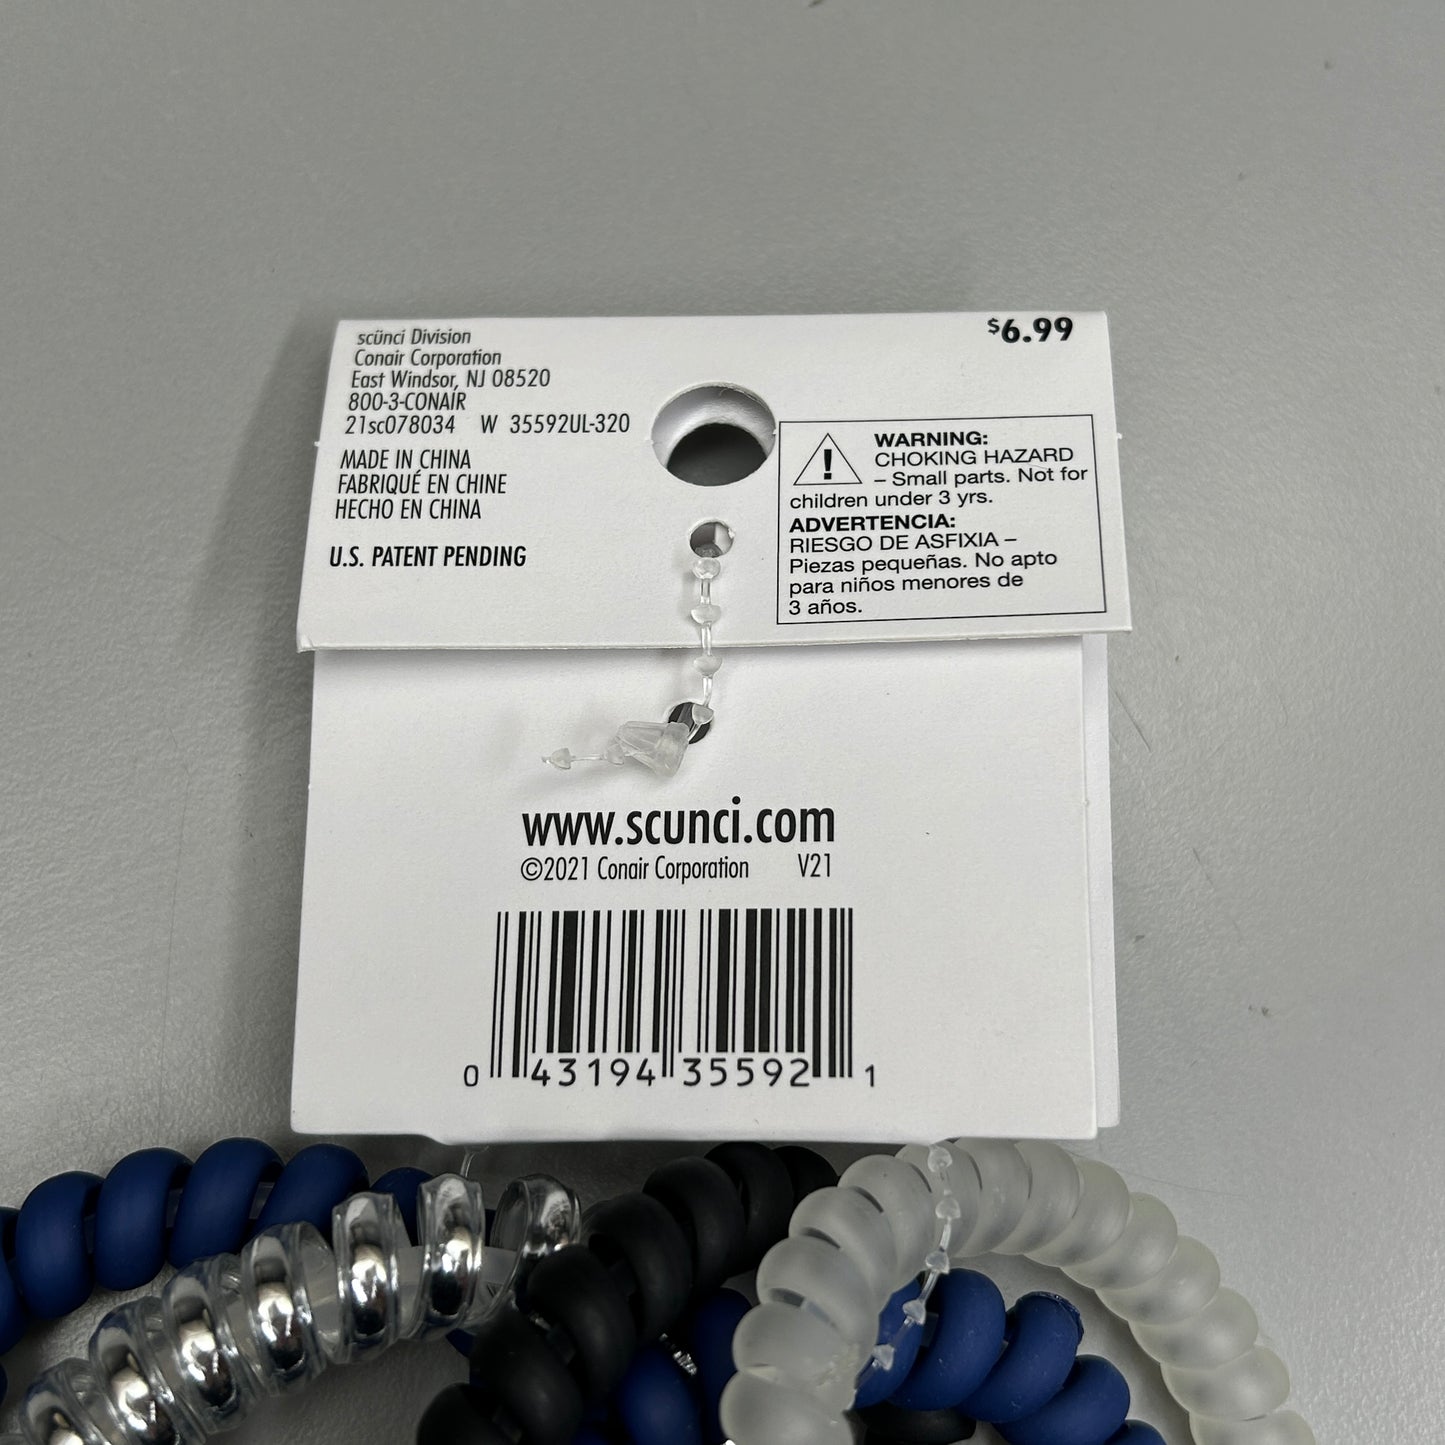 scünci Division
Conair Corporation
East Windsor, NJ 08520
800-3-CONAIR
21sc078034 W 35592UL-320
MADE IN CHINA
FABRIQUÉ EN CHINE
HECHO EN CHINA
U.S. PATENT PENDING
$6.99
WARNING:
CHOKING HAZARD
– Small parts. Not for
children under 3 yrs.
ADVERTENCIA:
RIESGO DE ASFIXIA –
Piezas pequeñas. No apto
para niños menores de
3 años.
www.scunci.com
©2021 Conair Corporation V21
0 43194 35592 1